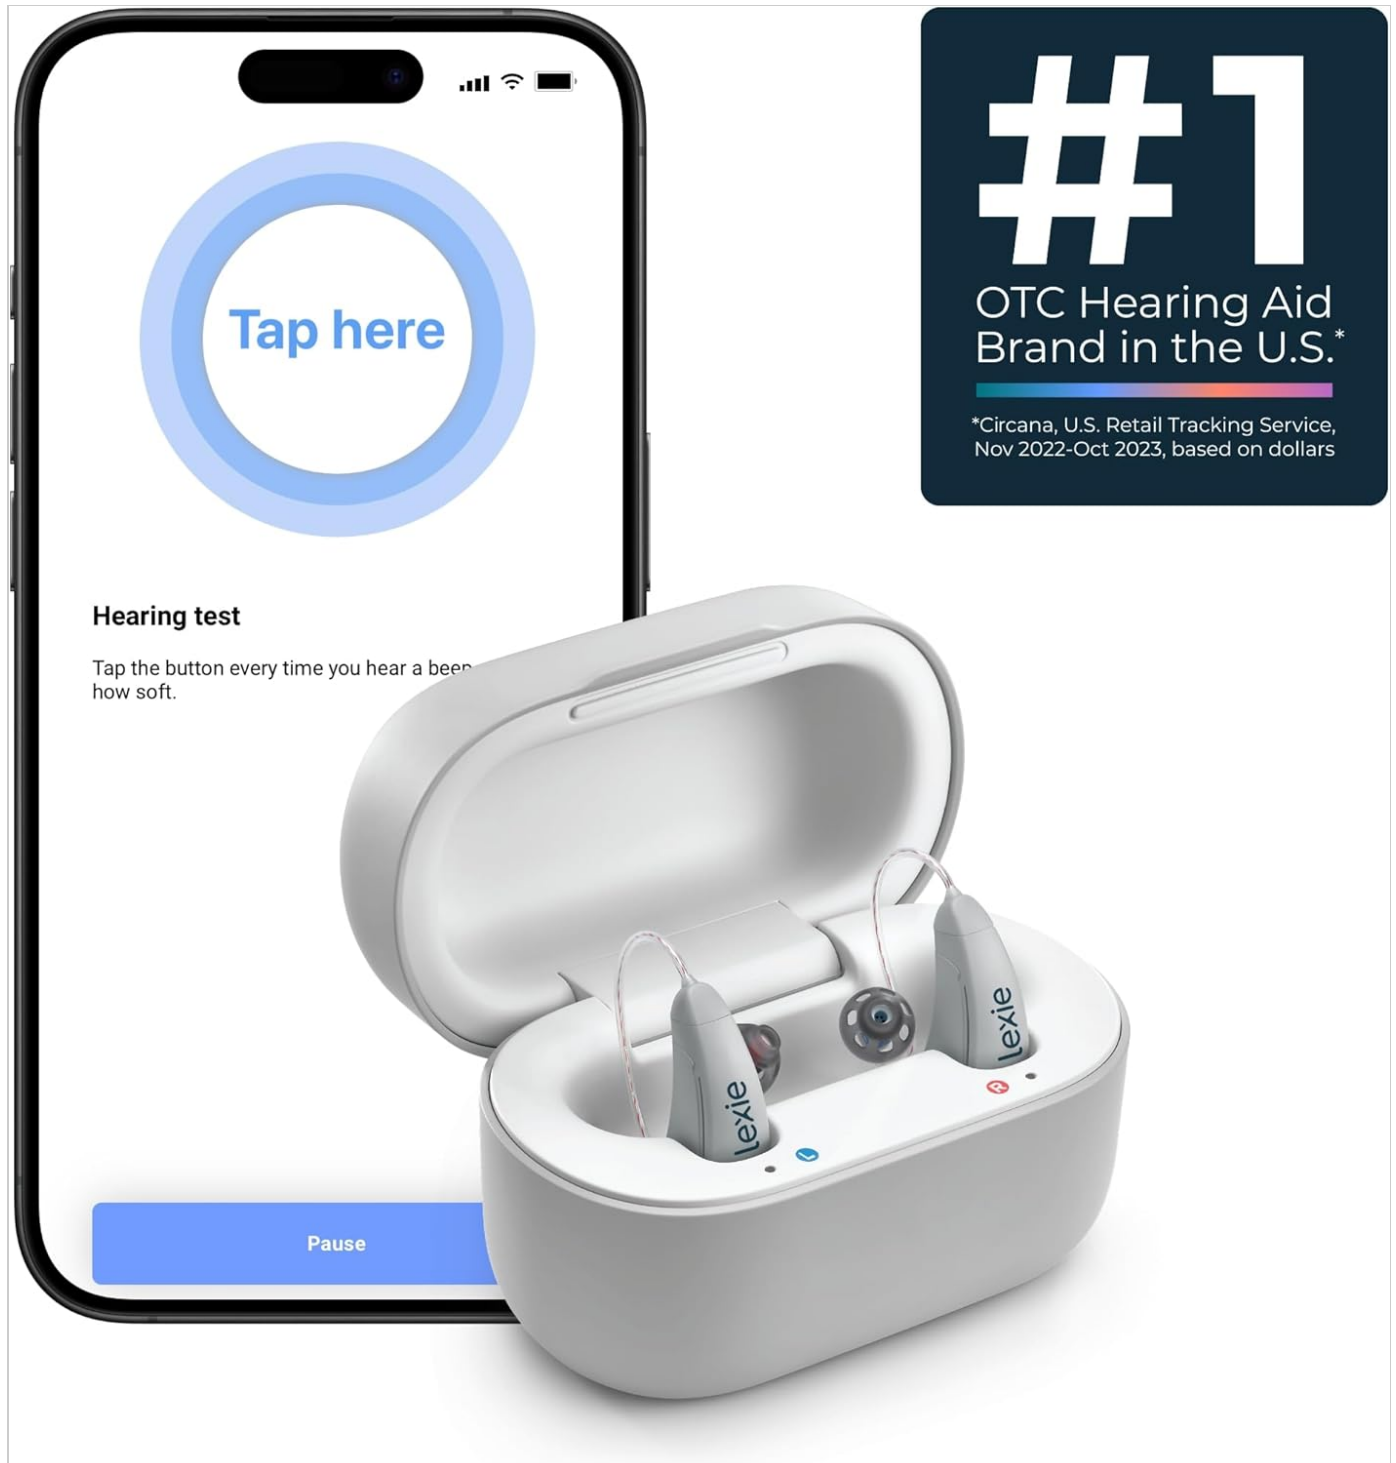 Tap here
Hearing test
Tap the button every time you hear a
how soft.
Pause
#1
OTC Hearing Aid
Brand in the U.S.*
*Circana, U.S. Retail Tracking Service,
Nov 2022-Oct 2023, based on dollars
lexie
lexie
L
R